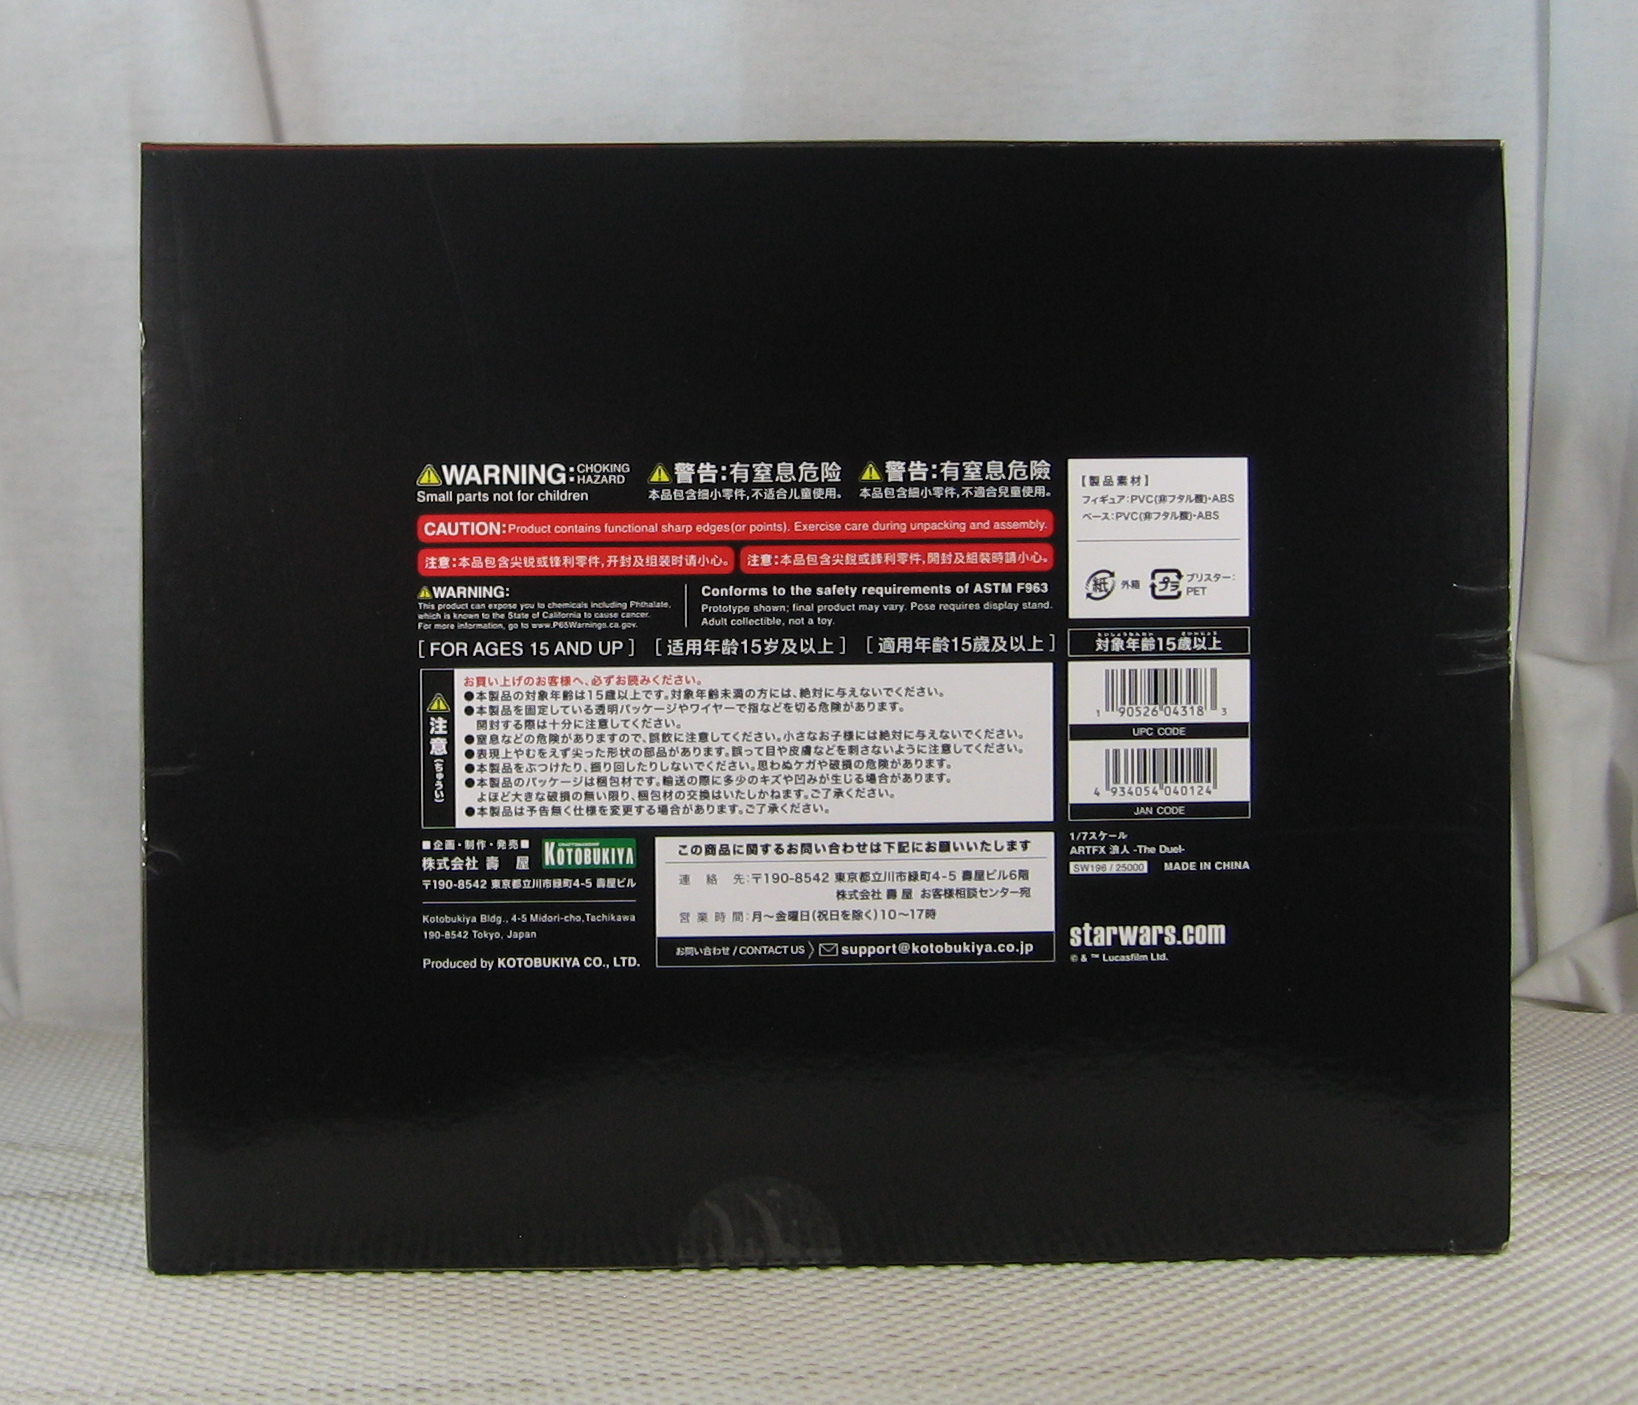 WARNING: CHOKING HAZARD
Small parts not for children
警告:有窒息危险
本品包含细小零件,不适合儿童使用。
警告:有窒息危險
本品包含細小零件,不適合兒童使用。
CAUTION: Product contains functional sharp edges(or points). Exercise care during unpacking and assembly.
注意:本品包含尖锐或锋利零件,开封及组装时请小心。
注意:本品包含尖銳或鋒利零件,開封及組裝時請小心。
WARNING:
This product can expose you to chemicals including Phthalate,
which is known to the State of California to cause cancer.
For more information, go to www.P65Warnings.ca.gov.
Conforms to the safety requirements of ASTM F963
Prototype shown; final product may vary. Pose requires display stand.
Adult collectible, not a toy.
[ FOR AGES 15 AND UP ] [ 适用年龄15岁及以上 ] [ 適用年齡15歲及以上 ]
注意(ちゅうい)
お買い上げのお客様へ、必ずお読みください。
●本製品の対象年齢は15歳以上です。対象年齢未満の方には、絶対に与えないでください。
●本製品を固定している透明パッケージやワイヤーで指などを切る危険があります。
開封する際は十分に注意してください。
●窒息などの危険がありますので、誤飲に注意してください。小さなお子様には絶対に与えないでください。
●表現上やむをえず尖った形状の部品があります。誤って目や皮膚などを刺さないように注意してください。
●本製品をぶつけたり、振り回したりしないでください。思わぬケガや破損の危険があります。
●本製品のパッケージは梱包材です。輸送の際に多少のキズや凹みが生じる場合があります。
よほど大きな破損の無い限り、梱包材の交換はいたしかねます。ご了承ください。
●本製品は予告無く仕様を変更する場合があります。ご了承ください。
■企画・制作・発売■
株式会社 壽 屋
KOTOBUKIYA
〒190-8542 東京都立川市緑町4-5 壽屋ビル
Kotobukiya Bldg., 4-5 Midori-cho,Tachikawa
190-8542 Tokyo, Japan
Produced by KOTOBUKIYA CO., LTD.
この商品に関するお問い合わせは下記にお願いいたします
連 絡 先:〒190-8542 東京都立川市緑町4-5 壽屋ビル6階
株式会社 壽 屋 お客様相談センター宛
営業時間:月〜金曜日(祝日を除く)10〜17時
お問い合わせ / CONTACT US support@kotobukiya.co.jp
【製品素材】
フィギュア:PVC(非フタル酸)・ABS
ベース:PVC(非フタル酸)・ABS
紙 外箱 プラ ブリスター:
PET
たいしょうねんれい さいいじょう
対象年齢15歳以上
1 90526 04318 3
UPC CODE
4 934054 040124
JAN CODE
1/7スケール
ARTFX 浪人 -The Duel-
SW196 / 25000 MADE IN CHINA
starwars.com
© & ™ Lucasfilm Ltd.